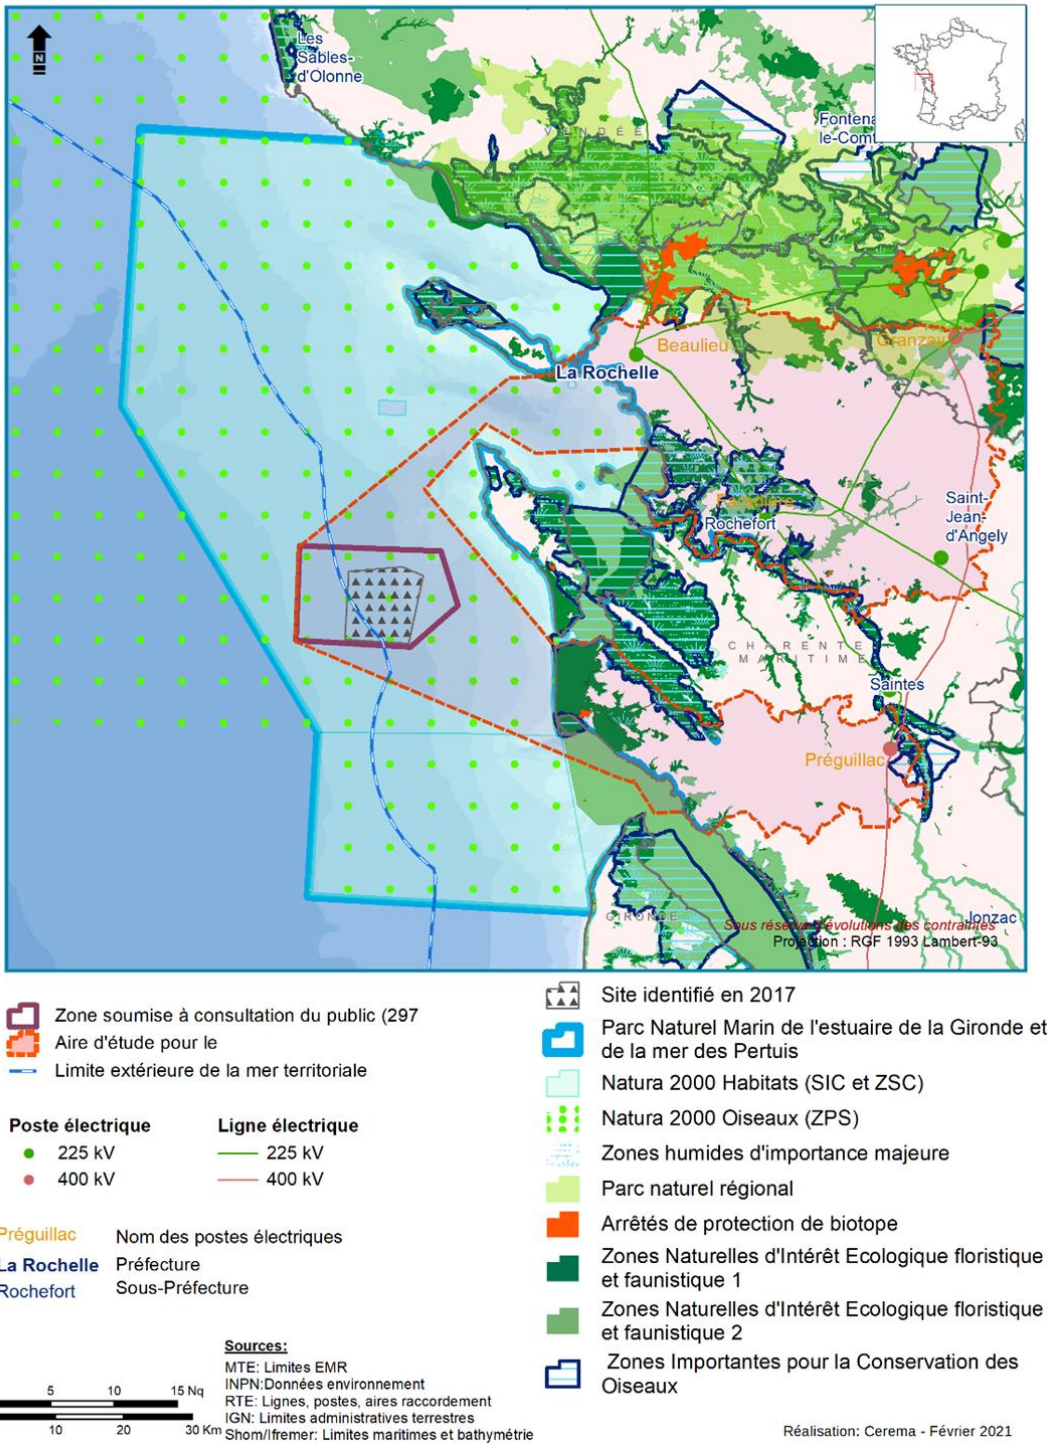 Les
Sables-
d'Olonne
N
VENDÉE
Fontena
le-Com
Beaulieu
Granzay
La Rochelle
Rochefort
Saint-
Jean-
d'Angely
CHARENTE
MARITIME
Saintes
Préguillac
GIRONDE
Jonzac
Sous réserve d'évolutions des contraintes
Projection : RGF 1993 Lambert-93
Zone soumise à consultation du public (297
Aire d'étude pour le
Limite extérieure de la mer territoriale
Poste électrique
Ligne électrique
225 kV
225 kV
400 kV
400 kV
Préguillac
Nom des postes électriques
La Rochelle
Préfecture
Rochefort
Sous-Préfecture
5 10 15 Nq
10 20 30 Km
Sources:
MTE: Limites EMR
INPN:Données environnement
RTE: Lignes, postes, aires raccordement
IGN: Limites administratives terrestres
Shom/Ifremer: Limites maritimes et bathymétrie
Site identifié en 2017
Parc Naturel Marin de l'estuaire de la Gironde et
de la mer des Pertuis
Natura 2000 Habitats (SIC et ZSC)
Natura 2000 Oiseaux (ZPS)
Zones humides d'importance majeure
Parc naturel régional
Arrêtés de protection de biotope
Zones Naturelles d'Intérêt Ecologique floristique
et faunistique 1
Zones Naturelles d'Intérêt Ecologique floristique
et faunistique 2
Zones Importantes pour la Conservation des
Oiseaux
Réalisation: Cerema - Février 2021